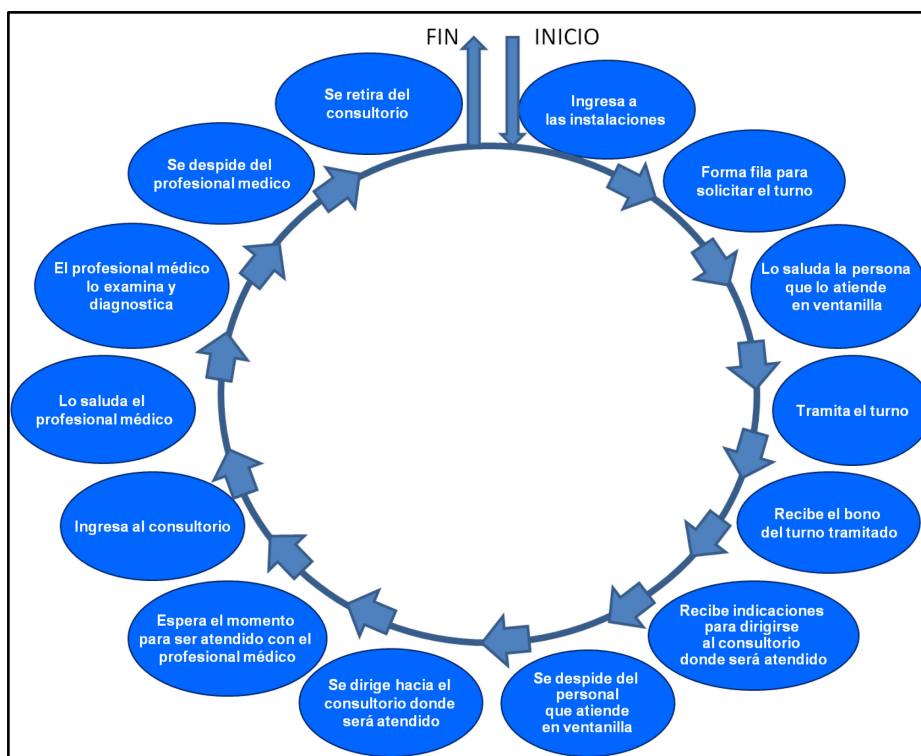 FIN
INICIO
Ingresa a
las instalaciones
Forma fila para
solicitar el turno
Lo saluda la persona
que lo atiende
en ventanilla
Tramita el turno
Recibe el bono
del turno tramitado
Recibe indicaciones
para dirigirse
al consultorio
donde será atendido
Se despide del
personal
que atiende
en ventanilla
Se dirige hacia el
consultorio donde
será atendido
Espera el momento
para ser atendido con el
profesional médico
Ingresa al consultorio
Lo saluda el
profesional médico
El profesional médico
lo examina y
diagnostica
Se despide del
profesional medico
Se retira del
consultorio